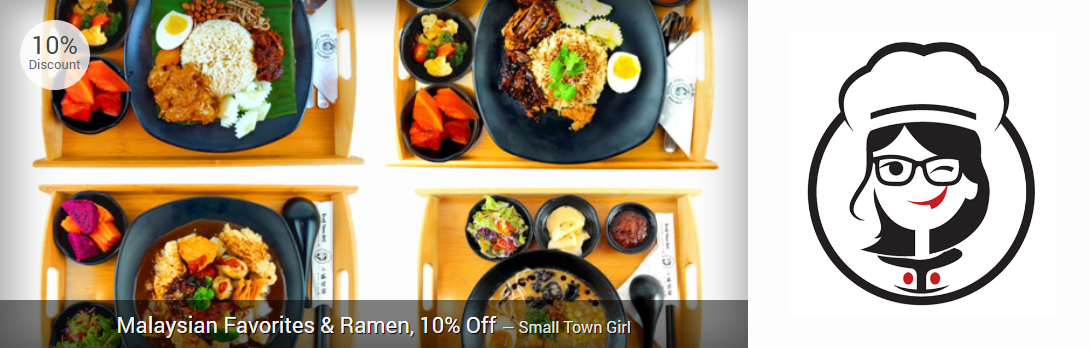 10%
Discount
Malaysian Favorites & Ramen, 10% Off – Small Town Girl